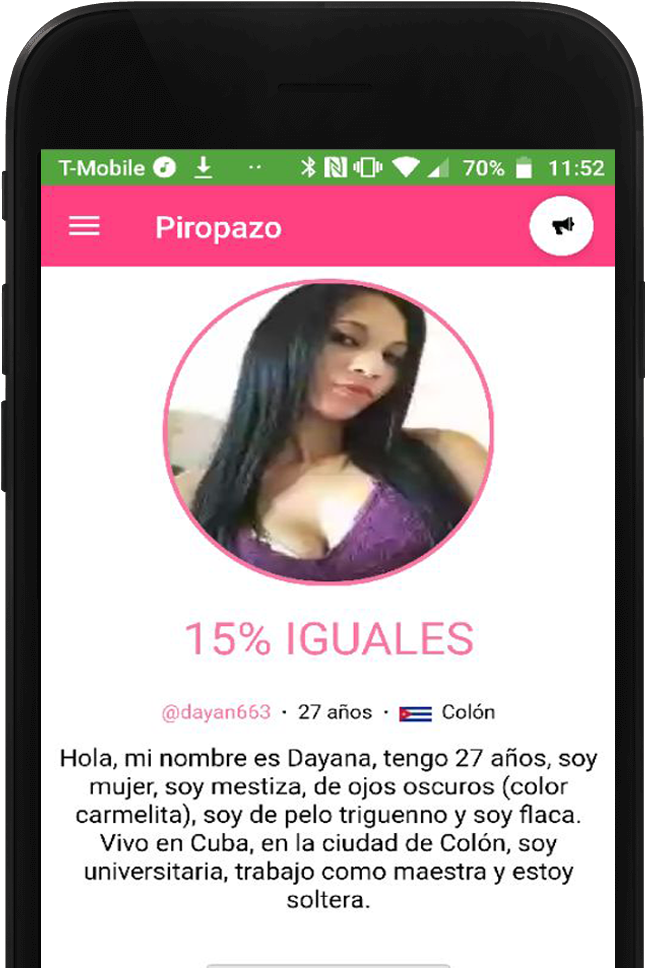 T-Mobile 70% 11:52
Piropazo
15% IGUALES
@dayan663 · 27 años · Colón
Hola, mi nombre es Dayana, tengo 27 años, soy
mujer, soy mestiza, de ojos oscuros (color
carmelita), soy de pelo triguenno y soy flaca.
Vivo en Cuba, en la ciudad de Colón, soy
universitaria, trabajo como maestra y estoy
soltera.